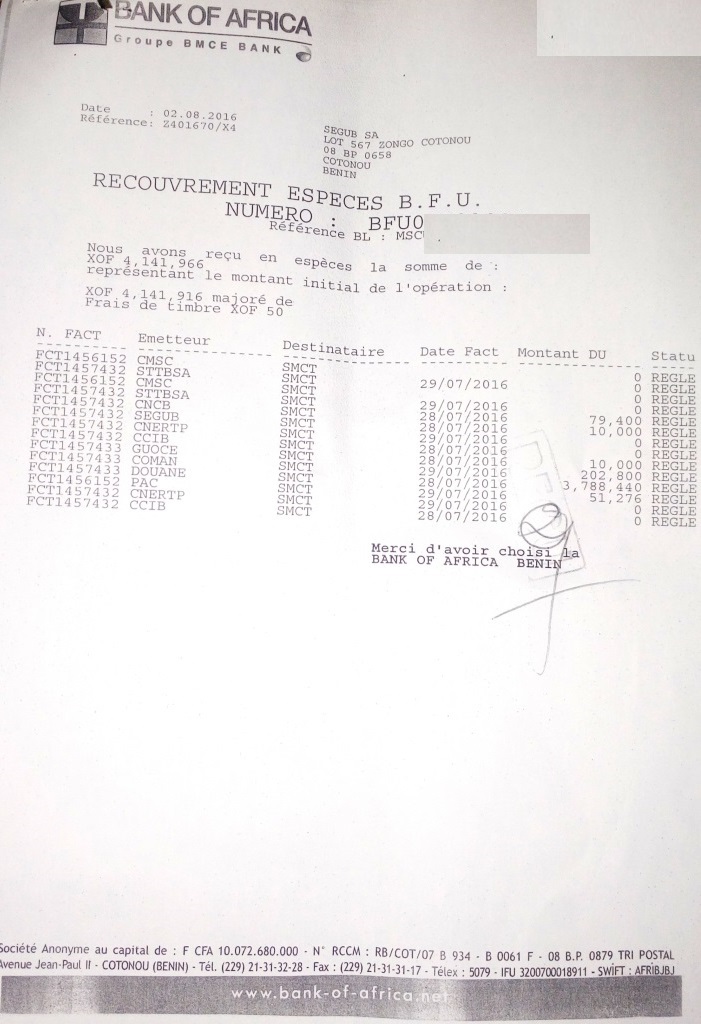 BANK OF AFRICA
Groupe BMCE BANK
Date : 02.08.2016
Référence: Z401670/X4
SEGUB SA
LOT 567 ZONGO COTONOU
08 BP 0658
COTONOU
BENIN
RECOUVREMENT ESPECES B.F.U.
NUMERO : BFU0
Référence BL : MSC
Nous avons reçu en espèces la somme de :
XOF 4,141,966
représentant le montant initial de l'opération :
XOF 4,141,916 majoré de
Frais de timbre XOF 50
N. FACT Emetteur Destinataire Date Fact Montant DU Statu
FCT1456152 CMSC SMCT 0 REGLE
FCT1457432 STTBSA SMCT 29/07/2016 0 REGLE
FCT1456152 CMSC SMCT 0 REGLE
FCT1457432 STTBSA SMCT 29/07/2016 0 REGLE
FCT1457432 CNCB SMCT 28/07/2016 79,400 REGLE
FCT1457432 SEGUB SMCT 28/07/2016 10,000 REGLE
FCT1457432 CNERTP SMCT 29/07/2016 0 REGLE
FCT1457432 CCIB SMCT 28/07/2016 0 REGLE
FCT1457433 GUOCE SMCT 28/07/2016 10,000 REGLE
FCT1457433 COMAN SMCT 29/07/2016 202,800 REGLE
FCT1457433 DOUANE SMCT 28/07/2016 3,788,440 REGLE
FCT1456152 PAC SMCT 29/07/2016 51,276 REGLE
FCT1457432 CNERTP SMCT 29/07/2016 0 REGLE
FCT1457432 CCIB SMCT 28/07/2016 0 REGLE
Merci d'avoir choisi la
BANK OF AFRICA BENIN
Société Anonyme au capital de : F CFA 10.072.680.000 - N° RCCM : RB/COT/07 B 934 - B 0061 F - 08 B.P. 0879 TRI POSTAL
Avenue Jean-Paul II - COTONOU (BENIN) - Tél. (229) 21-31-32-28 - Fax : (229) 21-31-31-17 - Télex : 5079 - IFU 3200700018911 - SWIFT : AFRIBJBJ
www.bank-of-africa.net